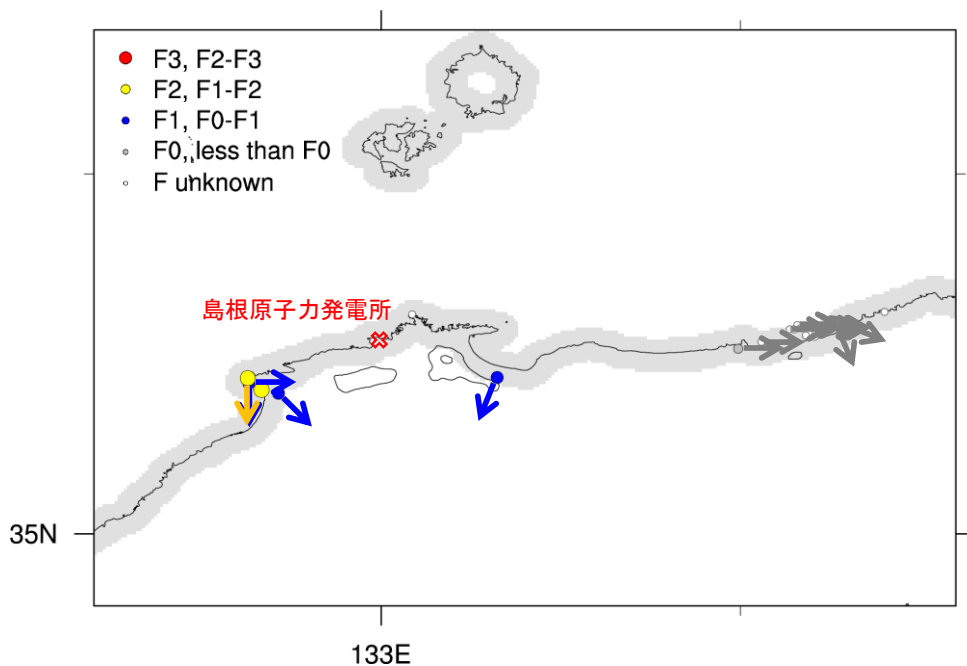 F3, F2-F3
F2, F1-F2
F1, F0-F1
F0, less than F0
F unknown
島根原子力発電所
35N
133E